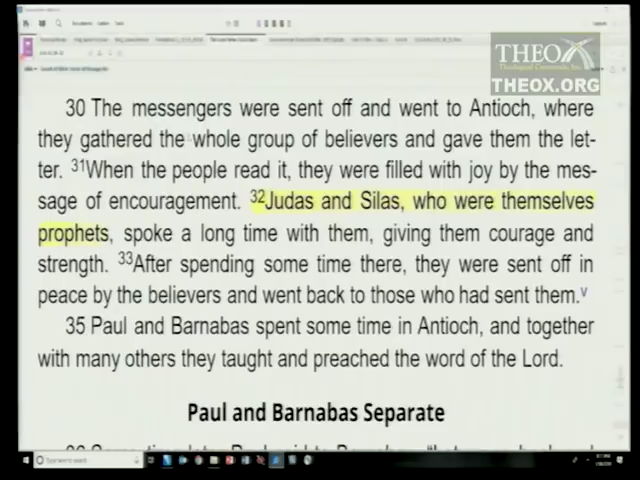 THEOX
THEOX.ORG
30 The messengers were sent off and went to Antioch, where
they gathered the whole group of believers and gave them the let-
ter. 31When the people read it, they were filled with joy by the mes-
sage of encouragement. 32Judas and Silas, who were themselves
prophets, spoke a long time with them, giving them courage and
strength. 33After spending some time there, they were sent off in
peace by the believers and went back to those who had sent them.v
35 Paul and Barnabas spent some time in Antioch, and together
with many others they taught and preached the word of the Lord.
Paul and Barnabas Separate